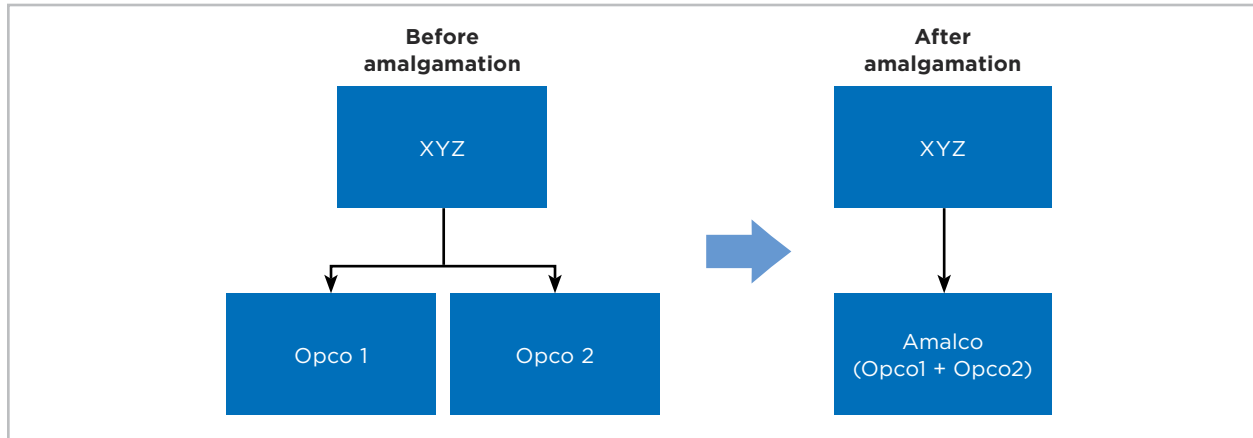 Before
amalgamation
XYZ
Opco 1
Opco 2
After
amalgamation
XYZ
Amalco
(Opco1 + Opco2)